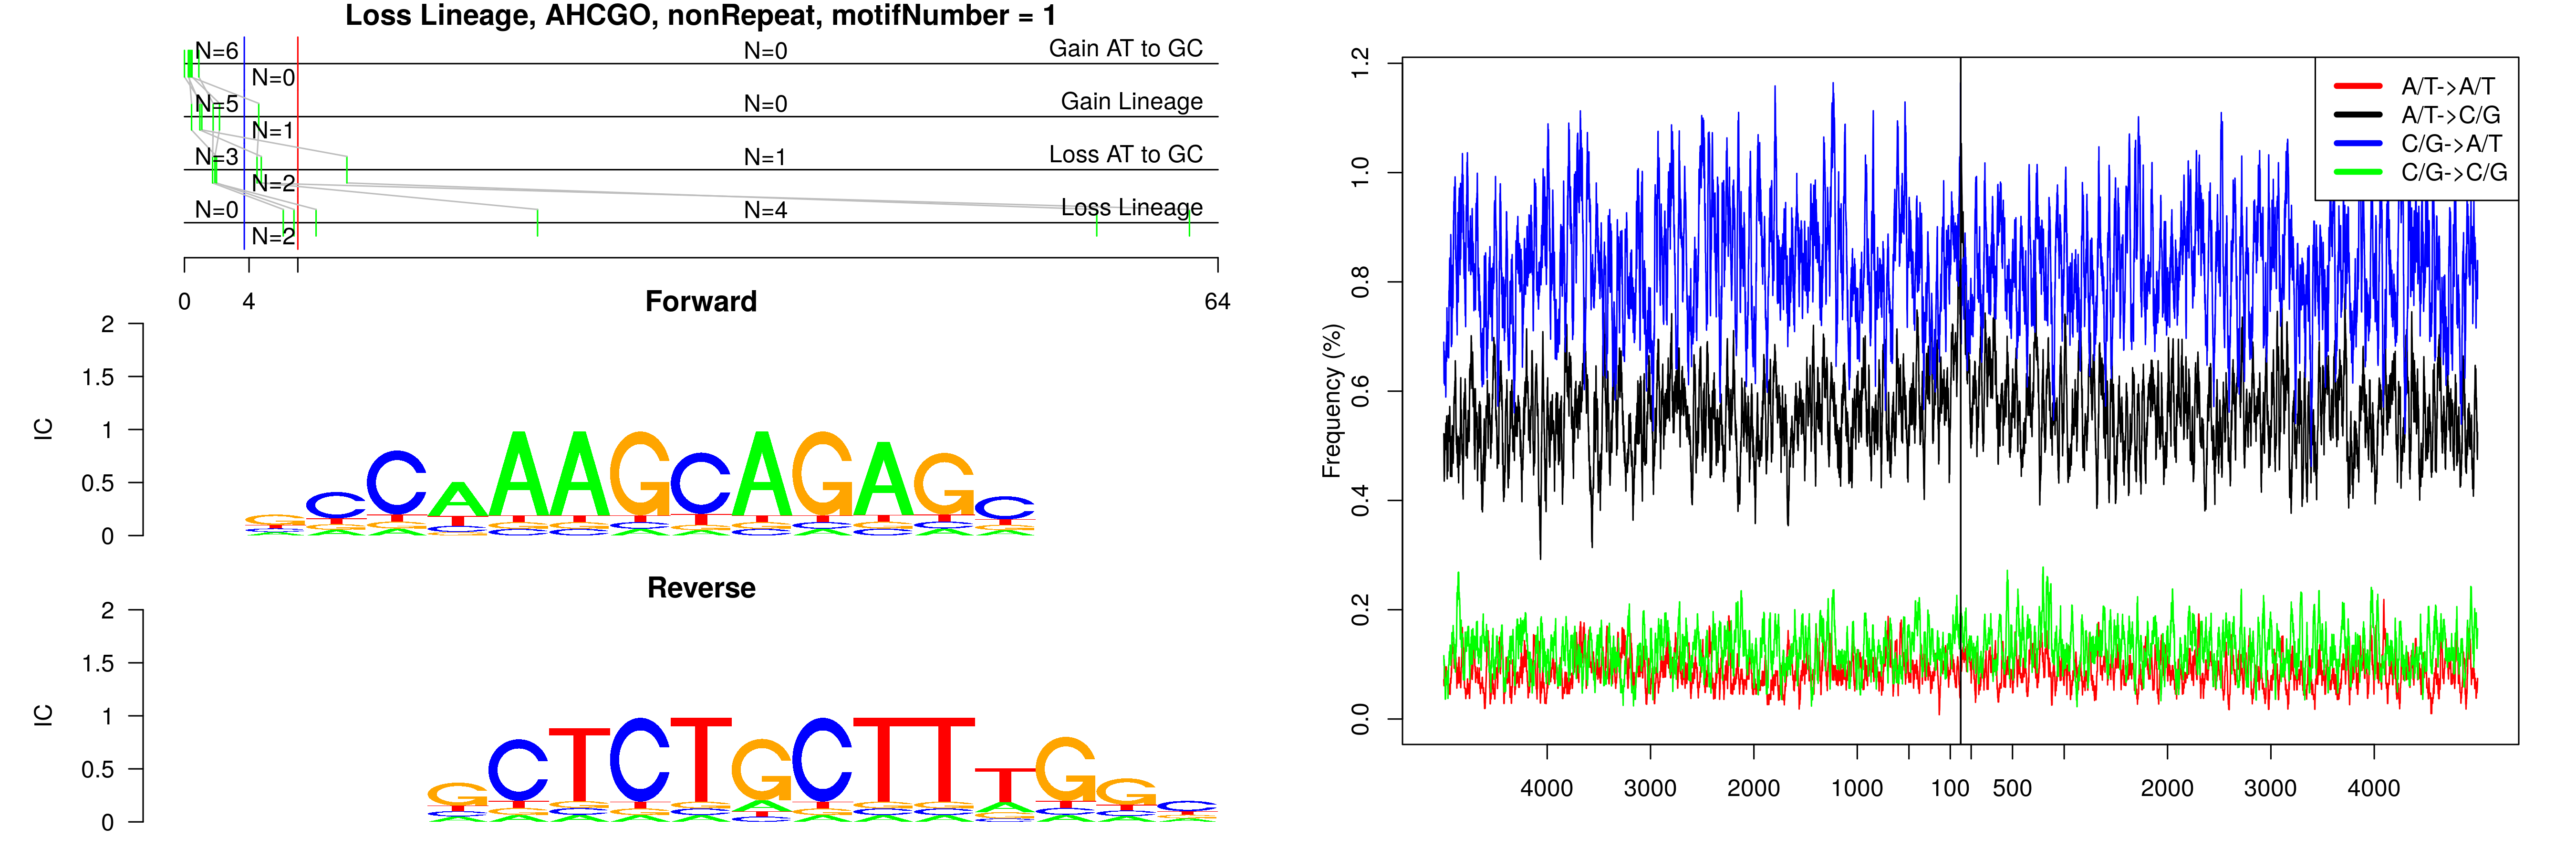 Loss Lineage, AHCGO, nonRepeat, motifNumber = 1
N=6 N=0 Gain AT to GC
N=0
N=5 N=0 Gain Lineage
N=1
N=3 N=1 Loss AT to GC
N=2
N=0 N=4 Loss Lineage
N=2
0 4 64
Forward
2
1.5
1
0.5
0
IC
GCCAAAGCAGAGC
Reverse
2
1.5
1
0.5
0
IC
GCTCTGCTTTGGC
1.2
1.0
0.8
0.6
0.4
0.2
0.0
Frequency (%)
A/T->A/T
A/T->C/G
C/G->A/T
C/G->C/G
4000 3000 2000 1000 100 500 2000 3000 4000